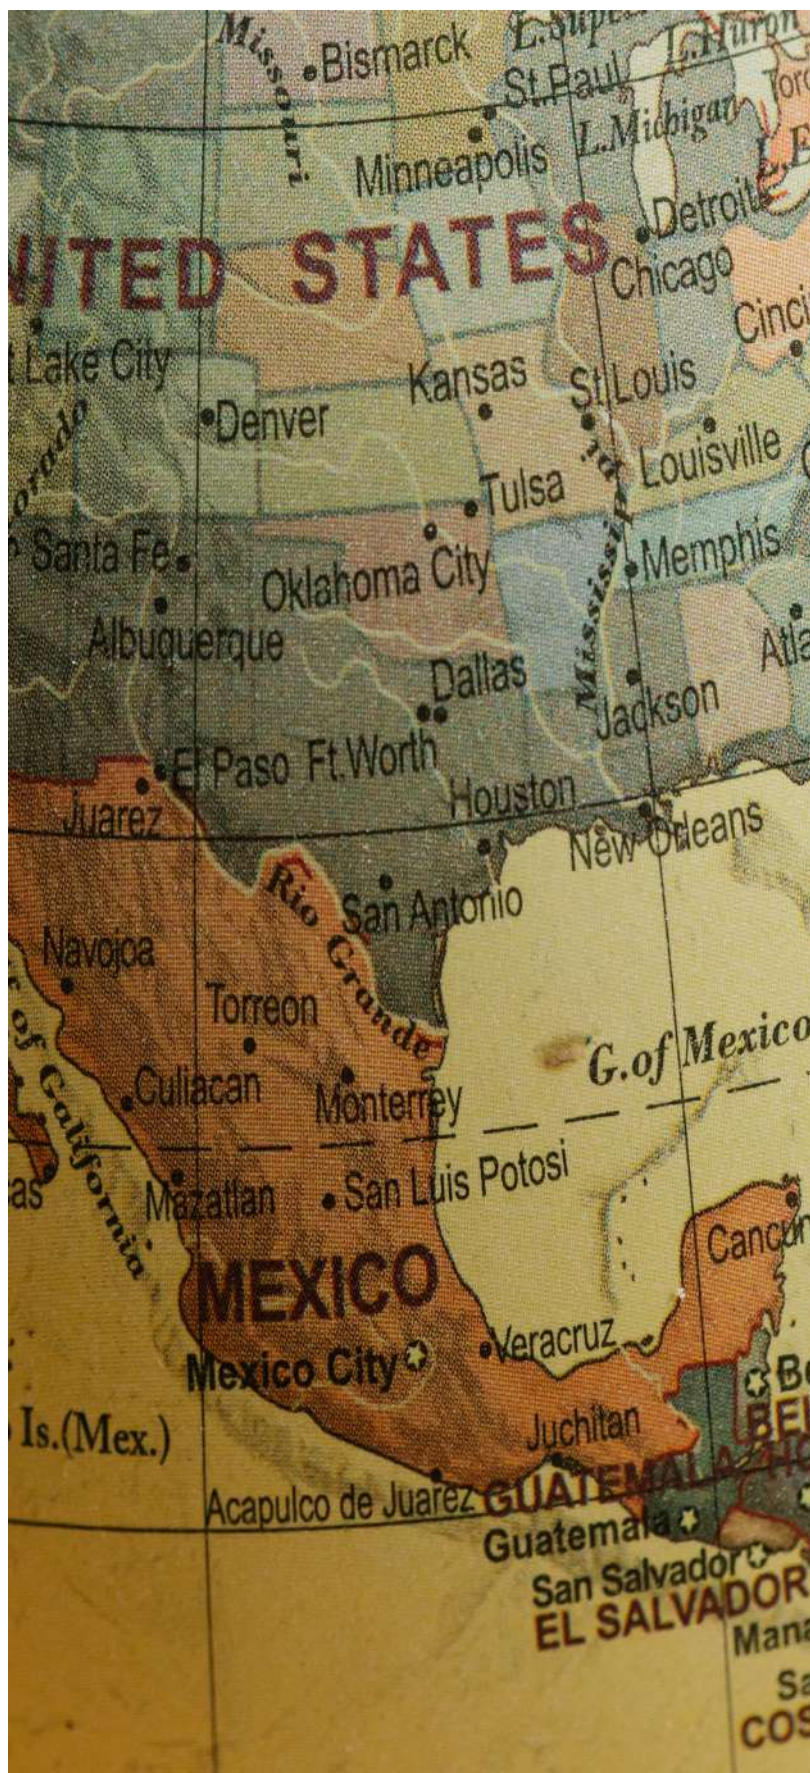 Missouri
Bismarck
L.Huron
St.Paul
L.Michigan
Minneapolis
Detroit
STATES
Chicago
Lake City
Kansas
St.Louis
Denver
Louisville
Tulsa
Santa Fe
Memphis
Oklahoma City
Albuquerque
Mississippi
Dallas
Jackson
El Paso
Ft.Worth
Juarez
Houston
New Orleans
Rio Grande
San Antonio
Navojoa
Torreon
G.of Mexico
of California
Culiacan
Monterrey
Mazatlan
San Luis Potosi
Cancun
MEXICO
Veracruz
Mexico City
Is.(Mex.)
Juchitan
Acapulco de Juarez
GUATEMALA
Guatemala
San Salvador
EL SALVADOR